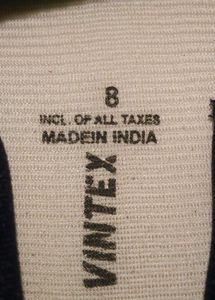 8
INCL. OF ALL TAXES
MADEIN INDIA
VINTEX